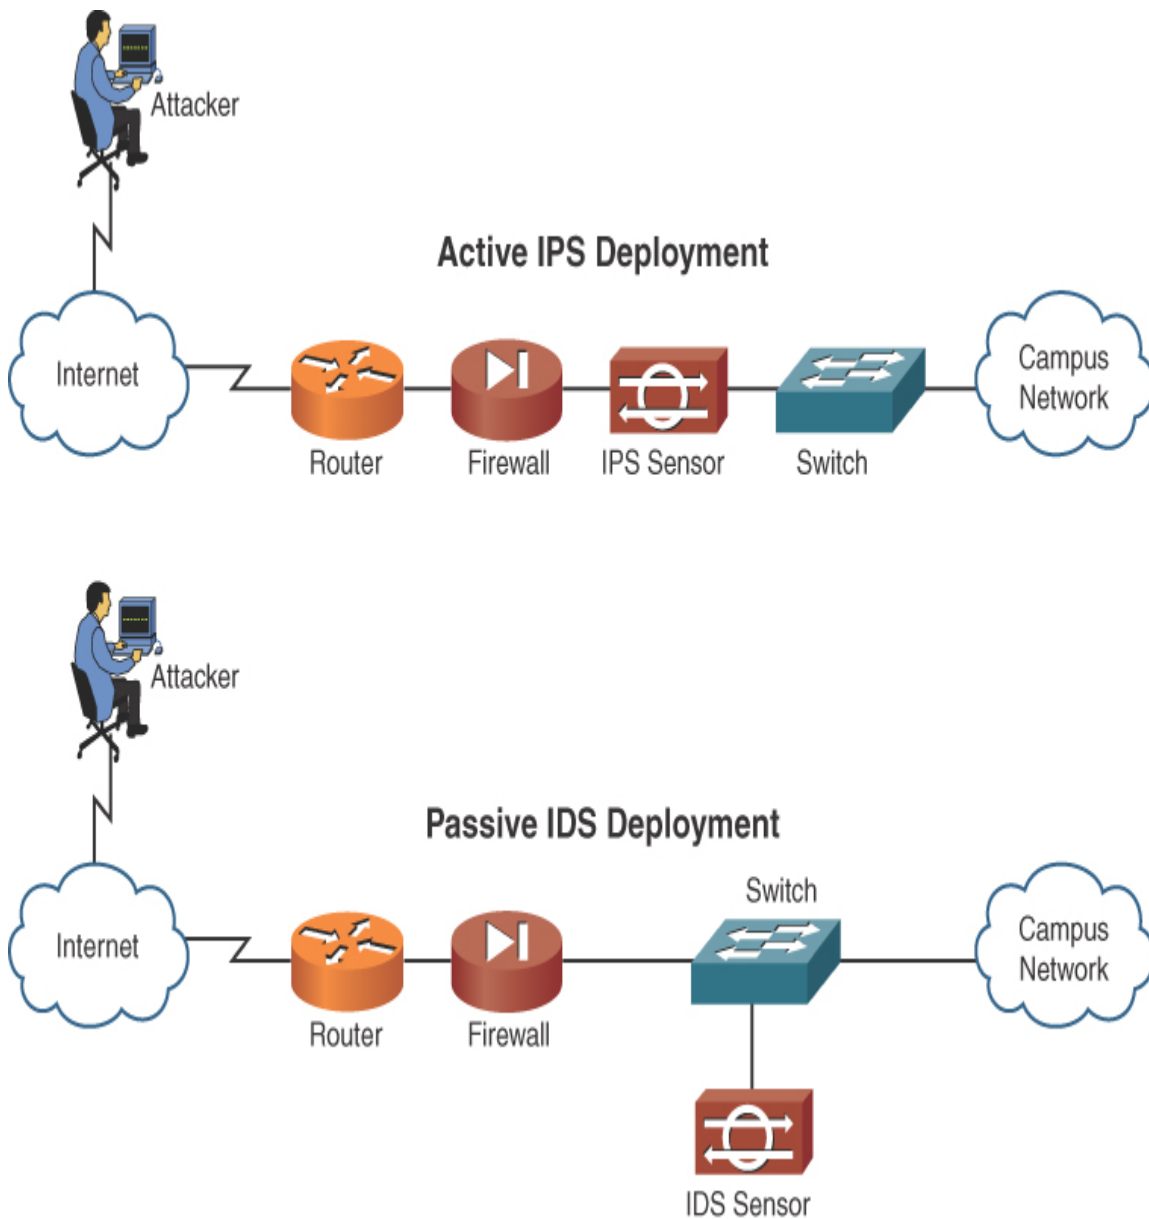 Attacker
Active IPS Deployment
Internet
Campus
Network
Router
Firewall
IPS Sensor
Switch
Attacker
Passive IDS Deployment
Switch
Internet
Campus
Network
Router
Firewall
IDS Sensor